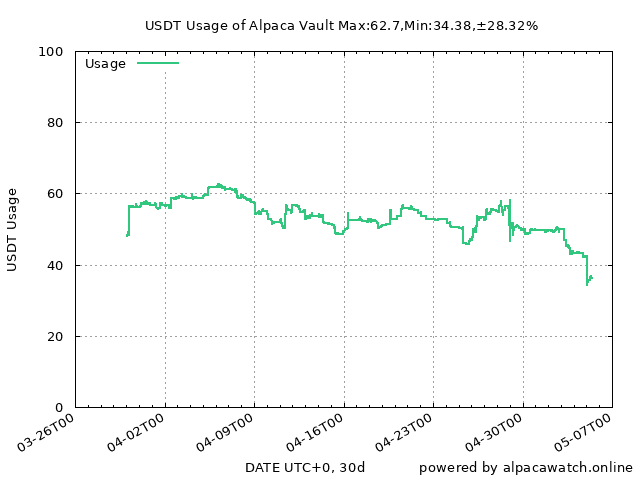 USDT Usage of Alpaca Vault Max:62.7,Min:34.38,±28.32%
Usage
100
80
60
40
20
0
USDT Usage
03-26T00
04-02T00
04-09T00
04-16T00
04-23T00
04-30T00
05-07T00
DATE UTC+0, 30d
powered by alpacawatch.online